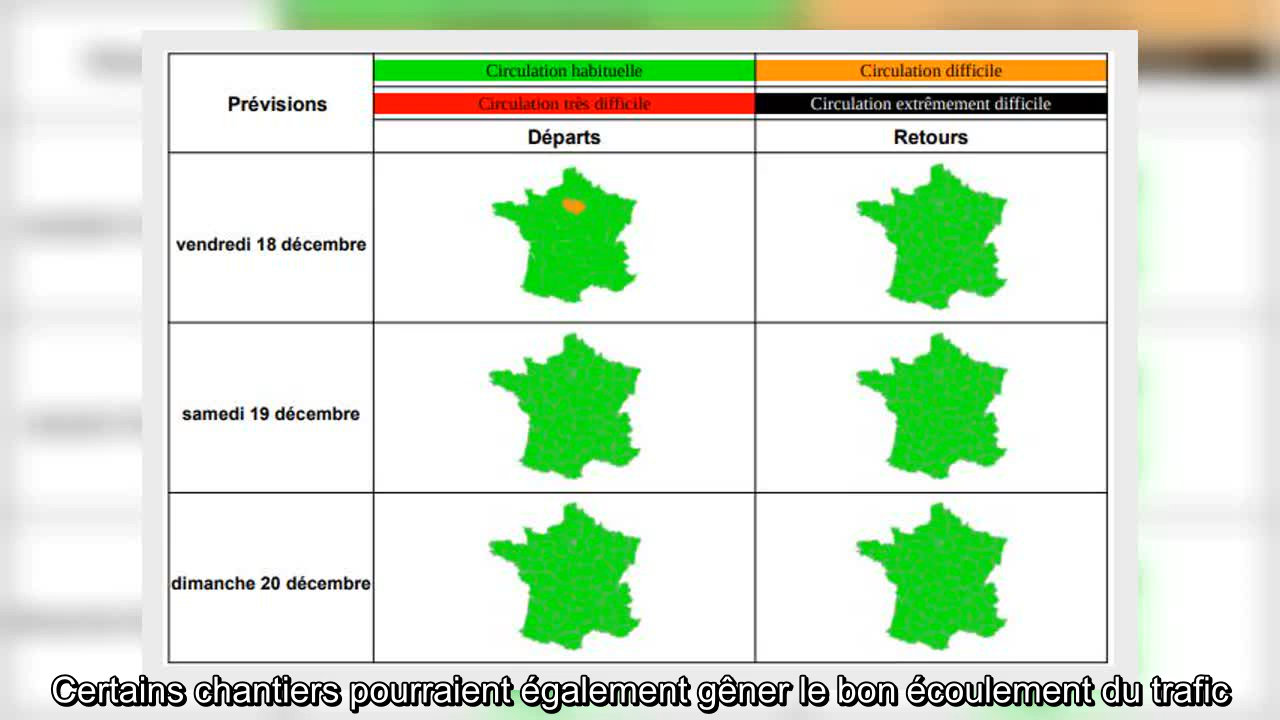 Prévisions
Circulation habituelle
Circulation difficile
Circulation très difficile
Circulation extrêmement difficile
Départs
Retours
vendredi 18 décembre
samedi 19 décembre
dimanche 20 décembre
Certains chantiers pourraient également gêner le bon écoulement du trafic